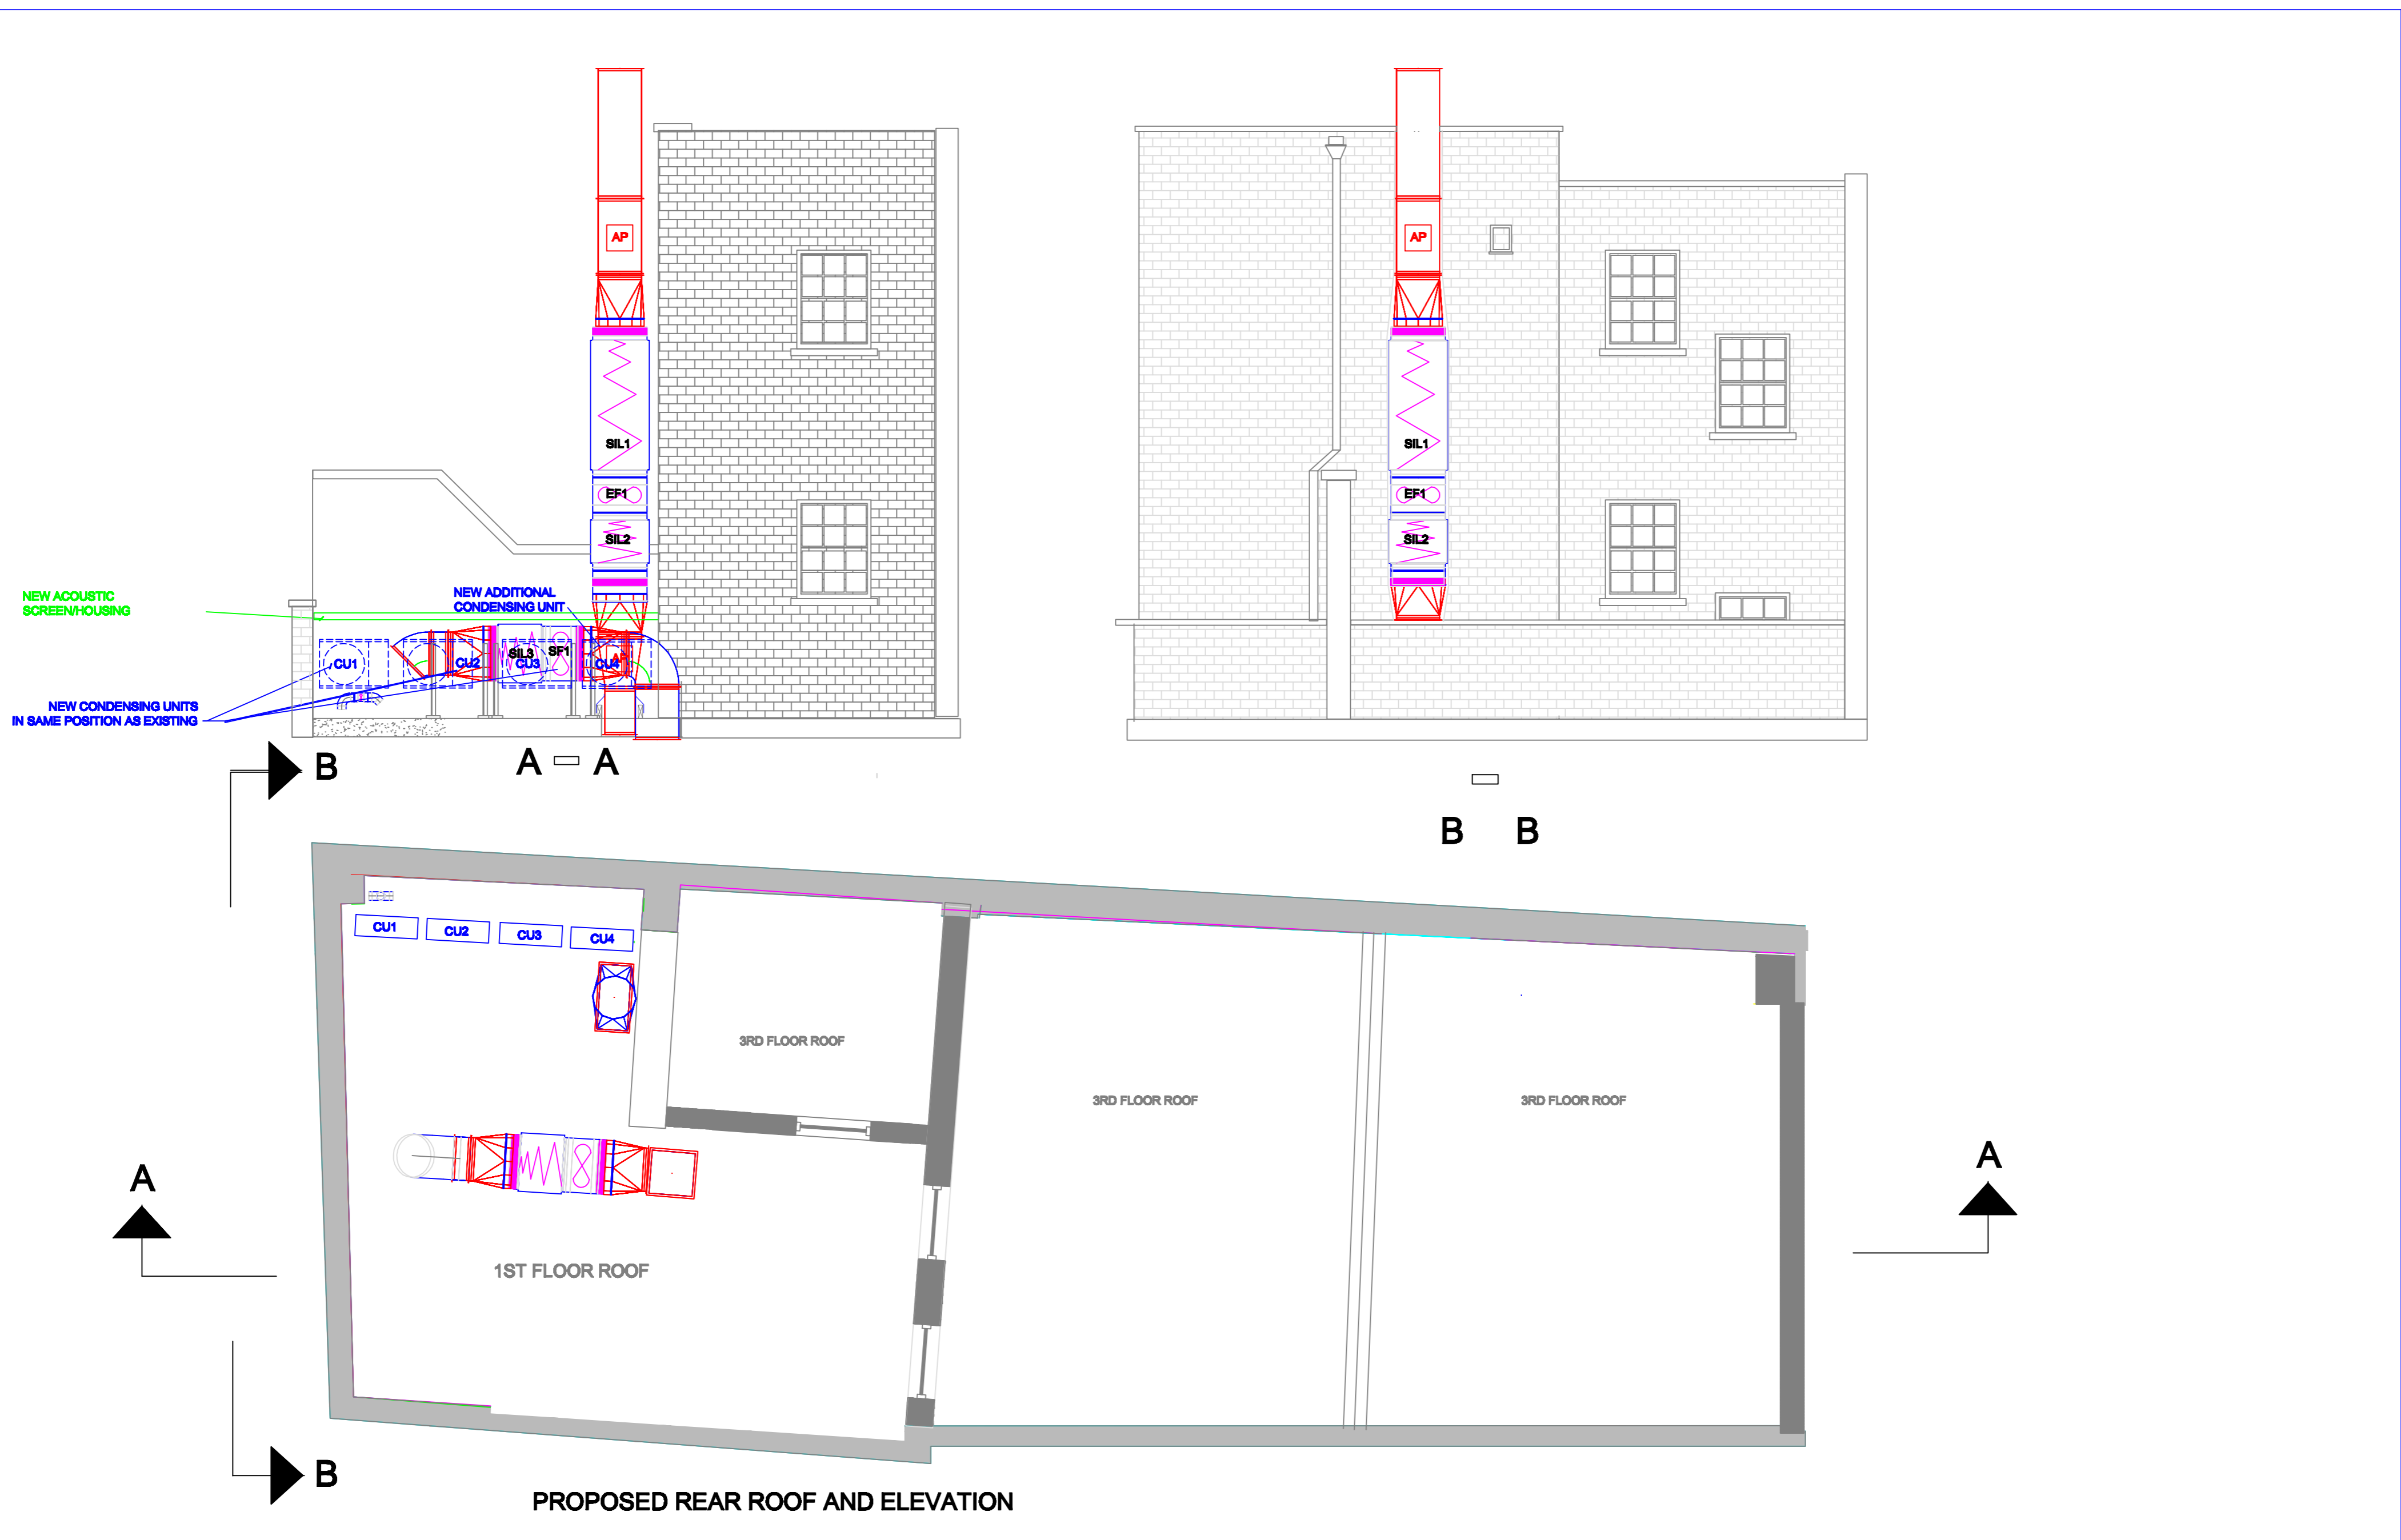 AP
AP
SIL1
SIL1
EF1
EF1
SIL2
SIL2
NEW ACOUSTIC
SCREEN/HOUSING
NEW ADDITIONAL
CONDENSING UNIT
CU1
CU2
SIL3
CU3
SF1
CU4
AP
NEW CONDENSING UNITS
IN SAME POSITION AS EXISTING
B
A A
B B
CU1
CU2
CU3
CU4
3RD FLOOR ROOF
3RD FLOOR ROOF
3RD FLOOR ROOF
A
A
1ST FLOOR ROOF
B
PROPOSED REAR ROOF AND ELEVATION